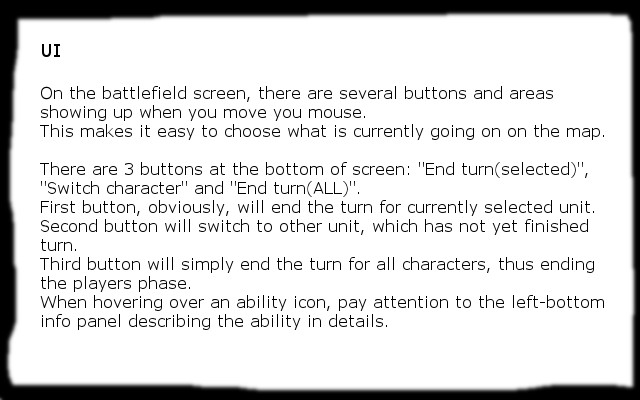 UI
On the battlefield screen, there are several buttons and areas
showing up when you move you mouse.
This makes it easy to choose what is currently going on on the map.
There are 3 buttons at the bottom of screen: "End turn(selected)",
"Switch character" and "End turn(ALL)".
First button, obviously, will end the turn for currently selected unit.
Second button will switch to other unit, which has not yet finished
turn.
Third button will simply end the turn for all characters, thus ending
the players phase.
When hovering over an ability icon, pay attention to the left-bottom
info panel describing the ability in details.